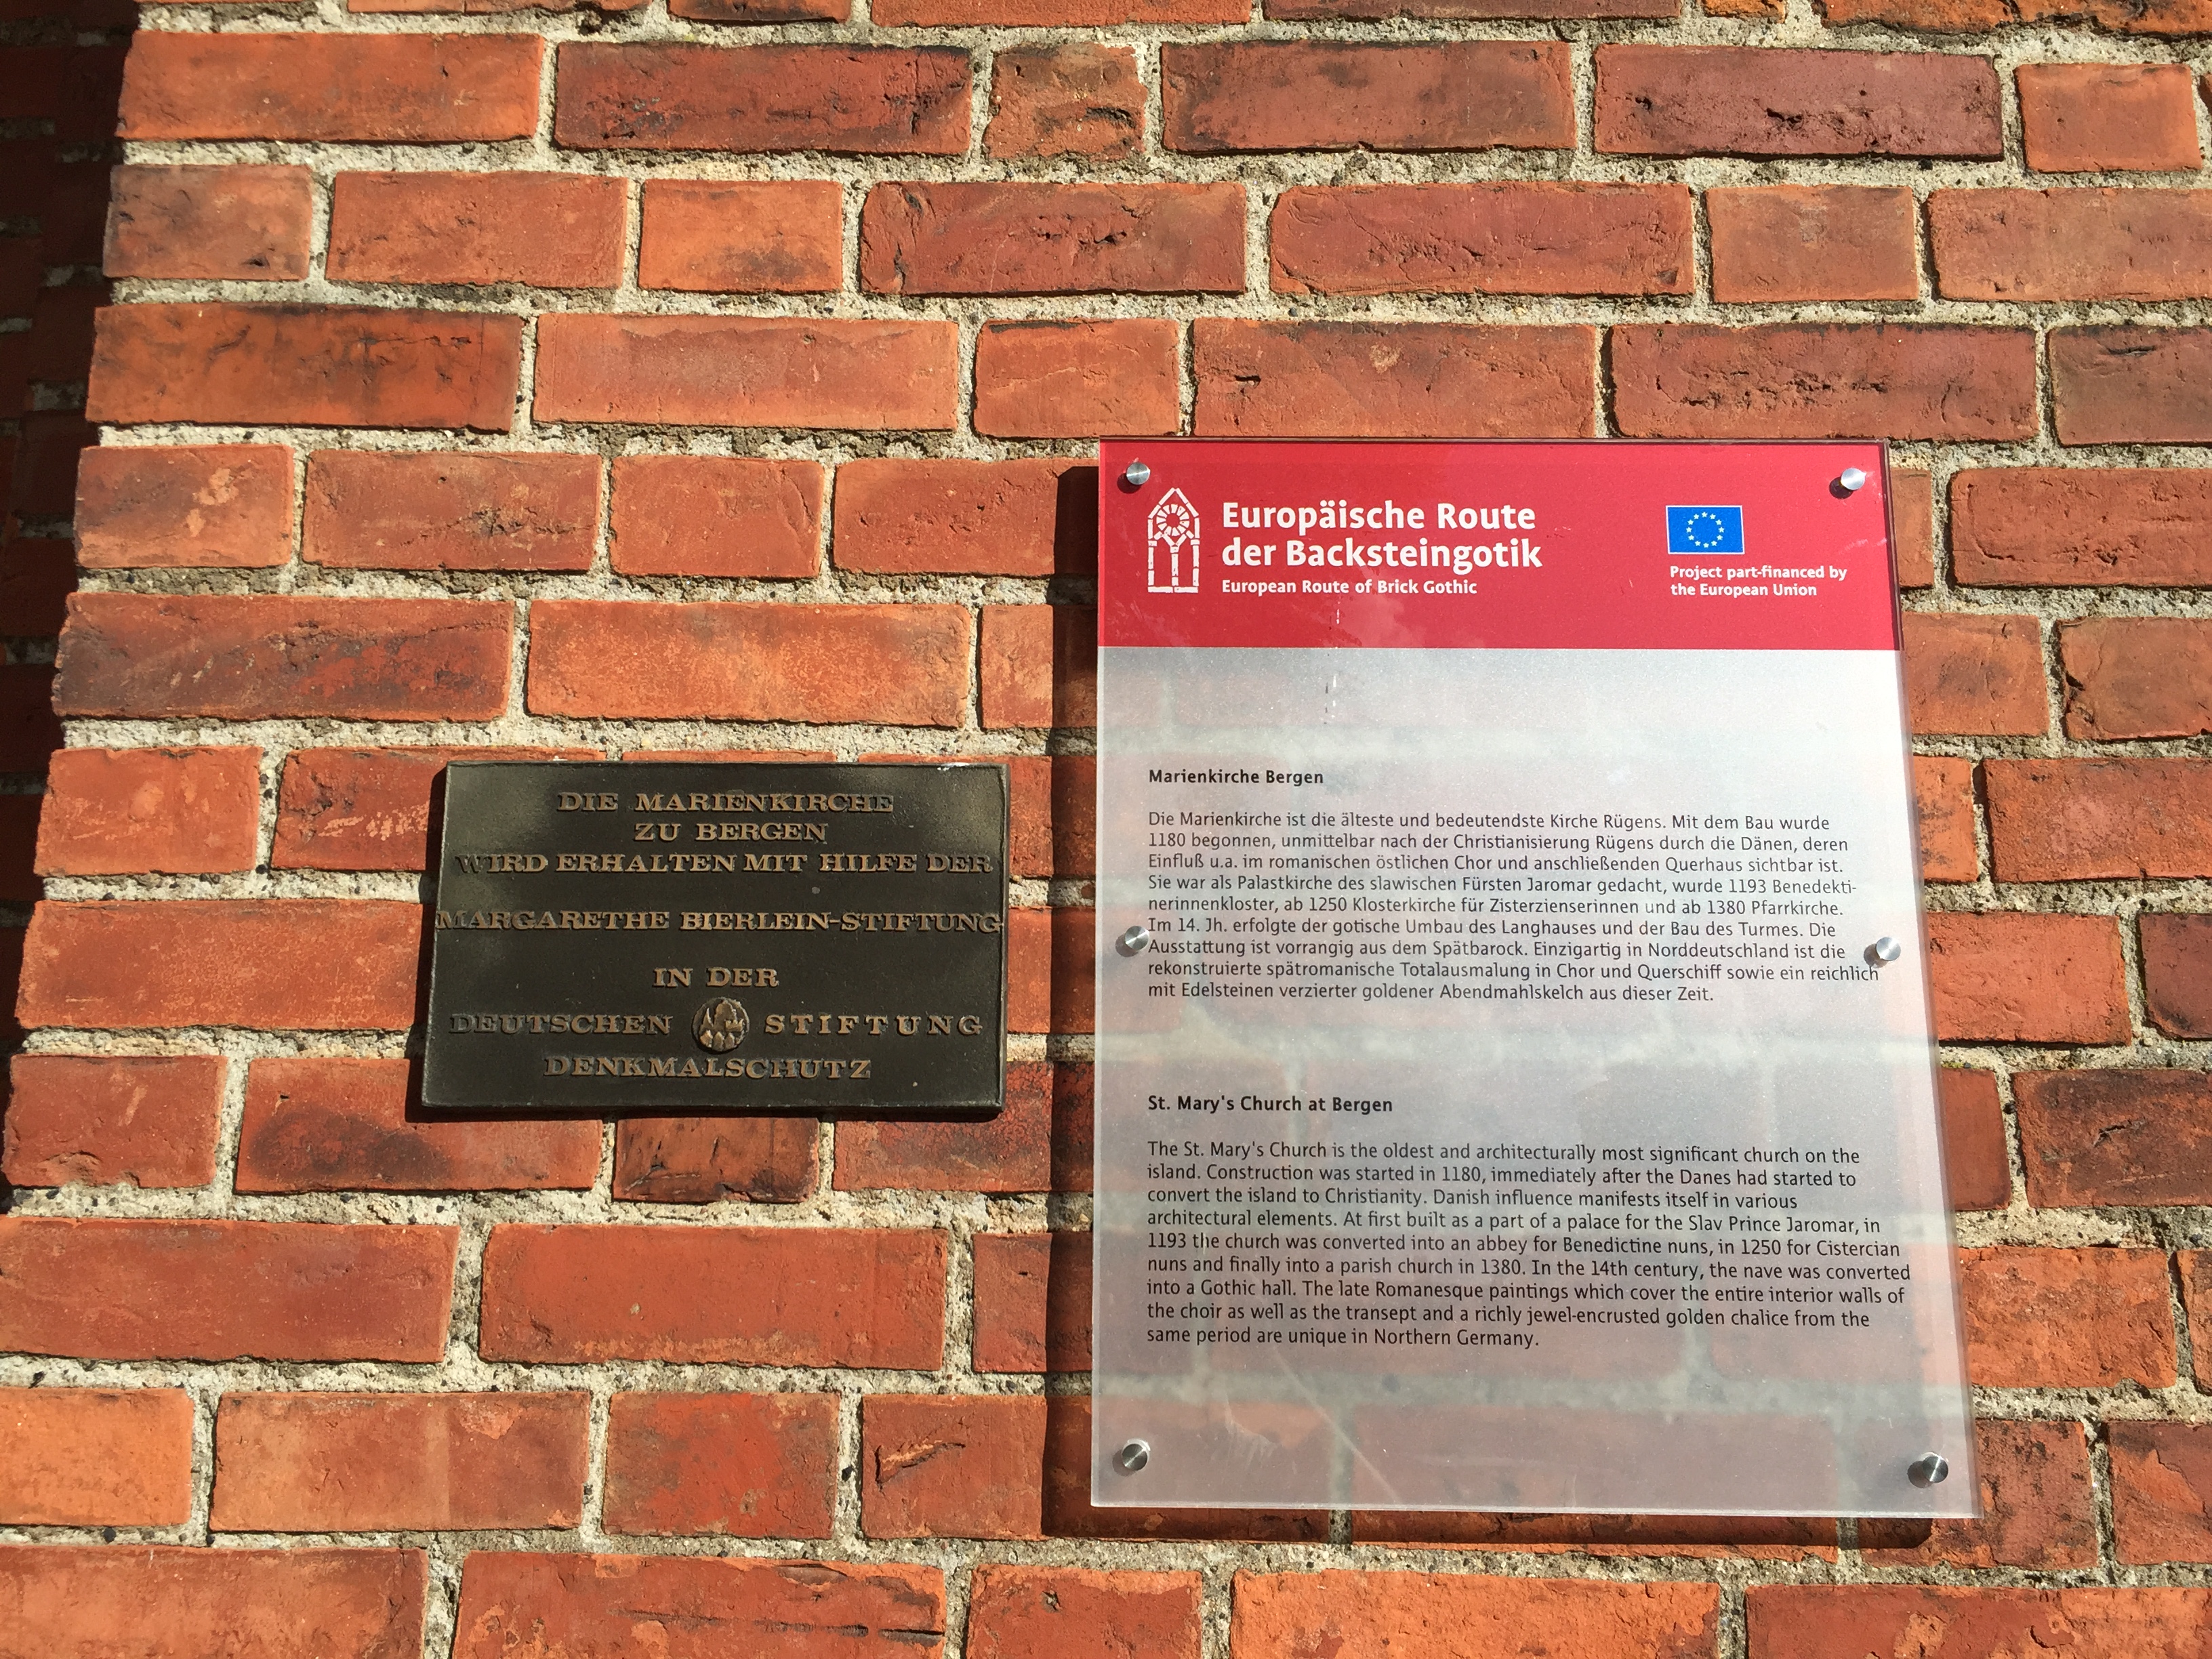 DIE MARIENKIRCHE
ZU BERGEN
WIRD ERHALTEN MIT HILFE DER
MARGARETHE BIERLEIN-STIFTUNG
IN DER
DEUTSCHEN STIFTUNG
DENKMALSCHUTZ
Europäische Route
der Backsteingotik
European Route of Brick Gothic
Project part-financed by
the European Union
Marienkirche Bergen
Die Marienkirche ist die älteste und bedeutendste Kirche Rügens. Mit dem Bau wurde
1180 begonnen, unmittelbar nach der Christianisierung Rügens durch die Dänen, deren
Einfluß u.a. im romanischen östlichen Chor und anschließenden Querhaus sichtbar ist.
Sie war als Palastkirche des slawischen Fürsten Jaromar gedacht, wurde 1193 Benedekti-
nerinnenkloster, ab 1250 Klosterkirche für Zisterzienserinnen und ab 1380 Pfarrkirche.
Im 14. Jh. erfolgte der gotische Umbau des Langhauses und der Bau des Turmes. Die
Ausstattung ist vorrangig aus dem Spätbarock. Einzigartig in Norddeutschland ist die
rekonstruierte spätromanische Totalausmalung in Chor und Querschiff sowie ein reichlich
mit Edelsteinen verzierter goldener Abendmahlskelch aus dieser Zeit.
St. Mary's Church at Bergen
The St. Mary's Church is the oldest and architecturally most significant church on the
island. Construction was started in 1180, immediately after the Danes had started to
convert the island to Christianity. Danish influence manifests itself in various
architectural elements. At first built as a part of a palace for the Slav Prince Jaromar, in
1193 the church was converted into an abbey for Benedictine nuns, in 1250 for Cistercian
nuns and finally into a parish church in 1380. In the 14th century, the nave was converted
into a Gothic hall. The late Romanesque paintings which cover the entire interior walls of
the choir as well as the transept and a richly jewel-encrusted golden chalice from the
same period are unique in Northern Germany.